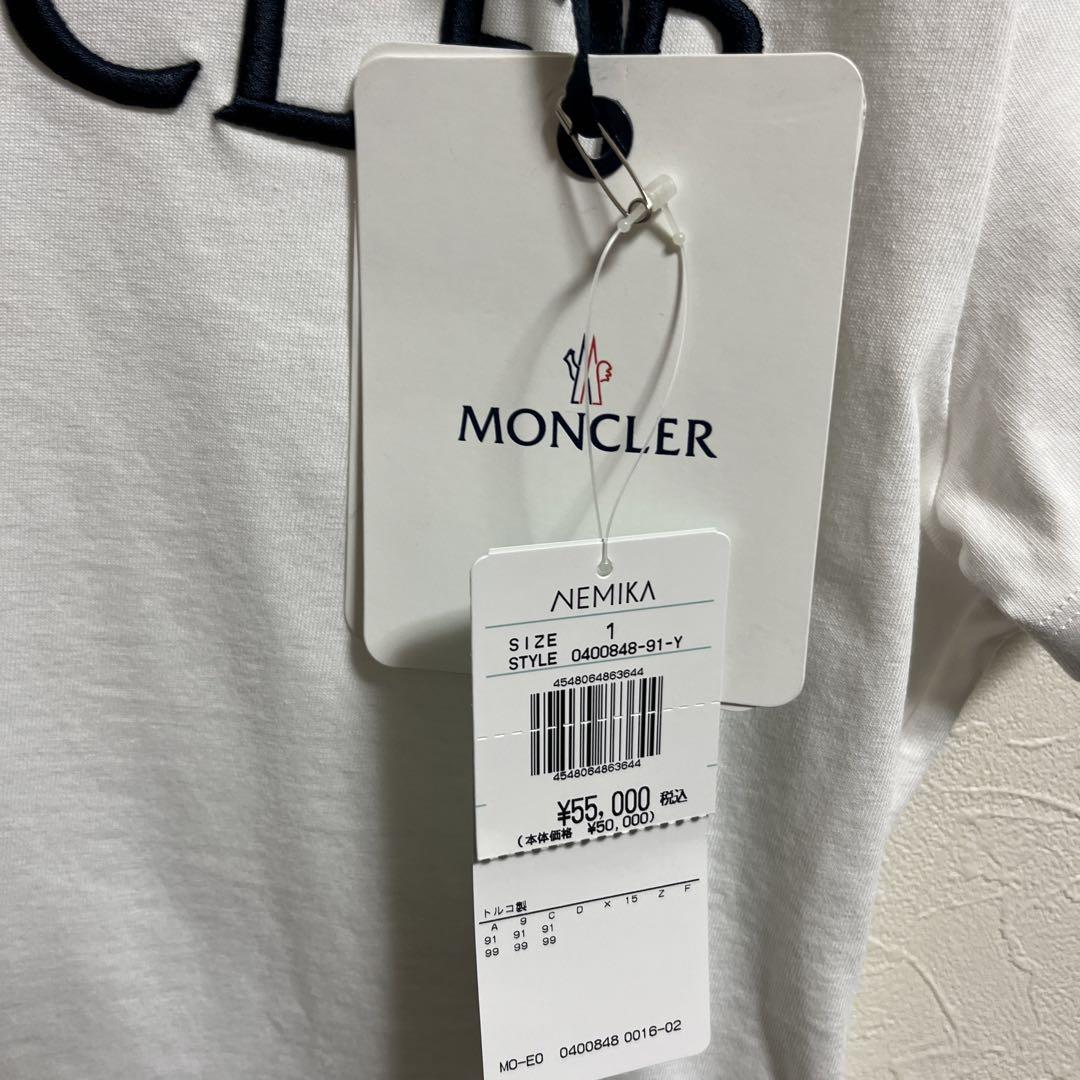 CLER
MONCLER
NEMIKA
SIZE 1
STYLE 0400848-91-Y
4548064863644
4548064863644
¥55,000 税込
(本体価格 ¥50,000)
トルコ製
A 9 C D X 15 Z F
91 91 91
99 99 99
MO-E0 0400848 0016-02